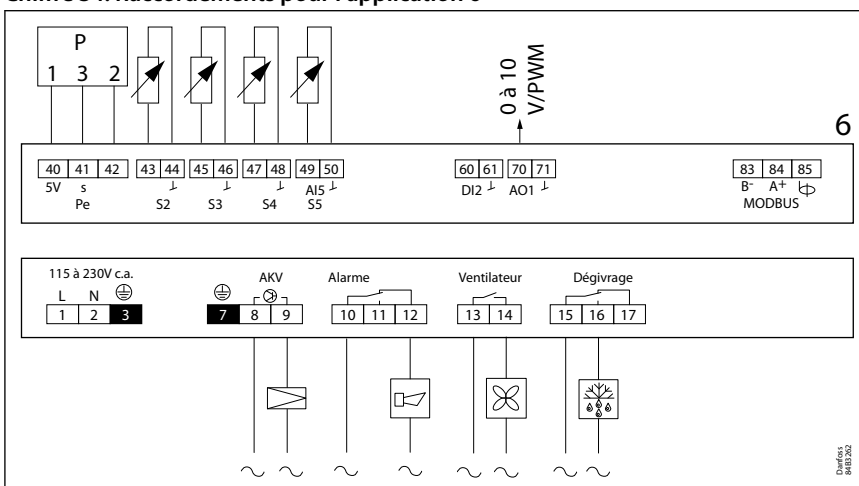 P
1 3 2
0 à 10
V/PWM
6
40 41 42 43 44 45 46 47 48 49 50 60 61 70 71 83 84 85
5V s AI5 DI2 AO1 B- A+
Pe S2 S3 S4 S5 MODBUS
115 à 230V c.a. AKV Alarme Ventilateur Dégivrage
L N
1 2 3 7 8 9 10 11 12 13 14 15 16 17
Danfoss
84B3262